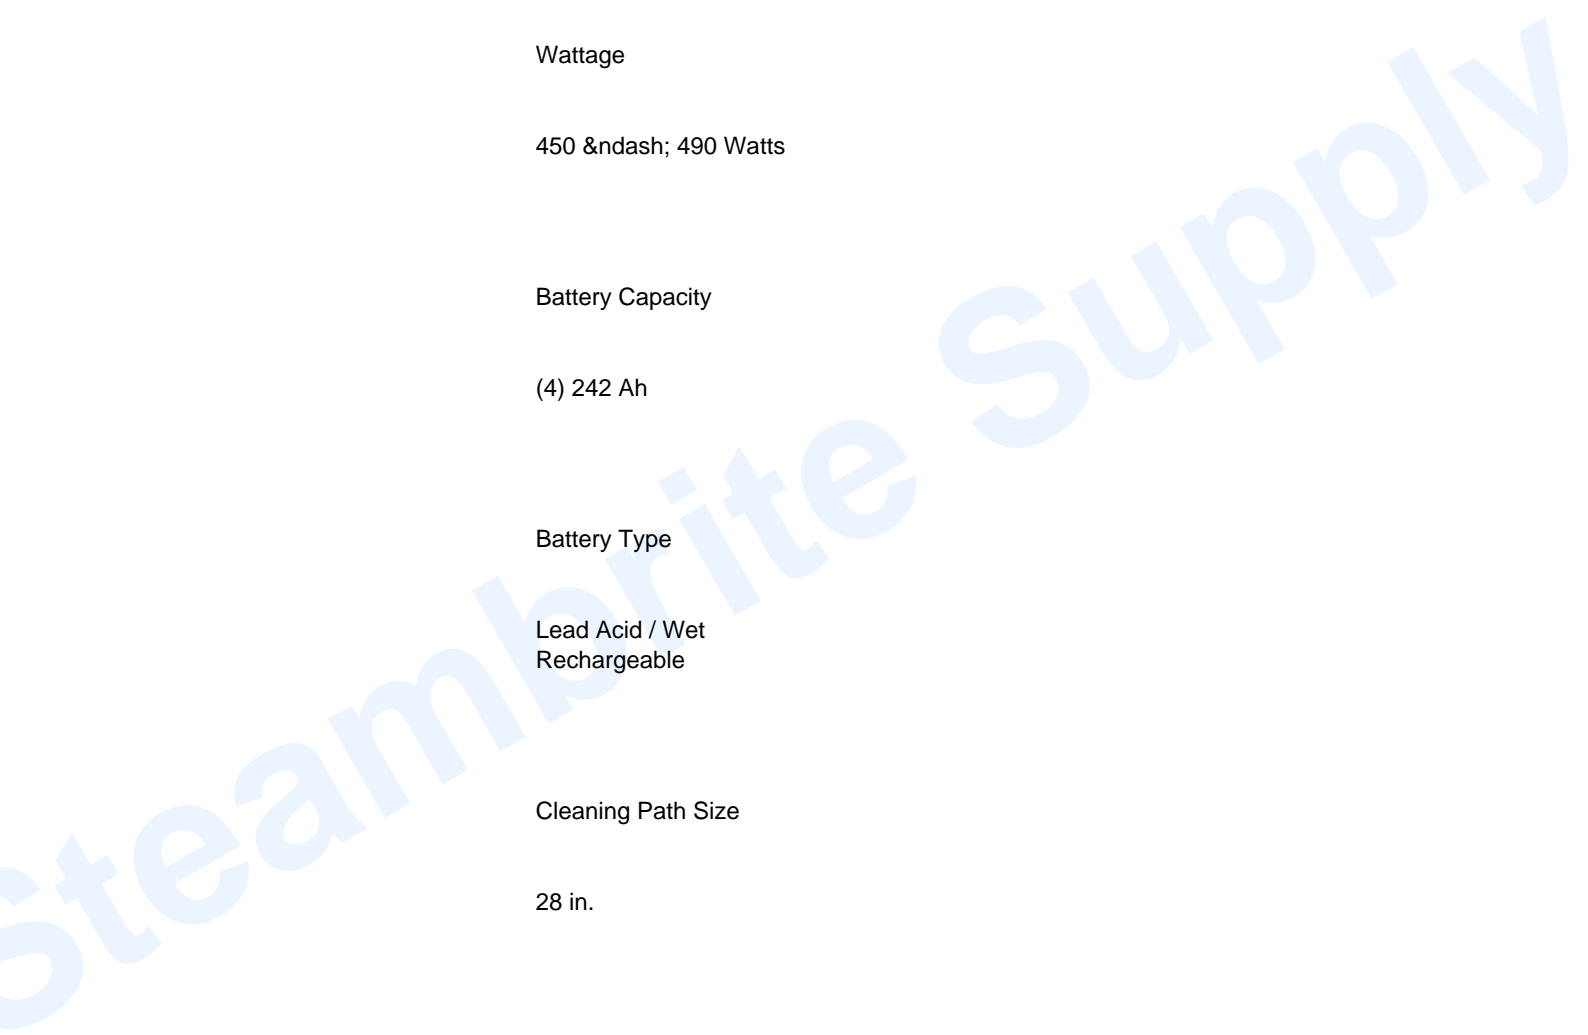 Wattage
450 &ndash; 490 Watts
Battery Capacity
(4) 242 Ah
Battery Type
Lead Acid / Wet
Rechargeable
Cleaning Path Size
28 in.
Steambrite Supply